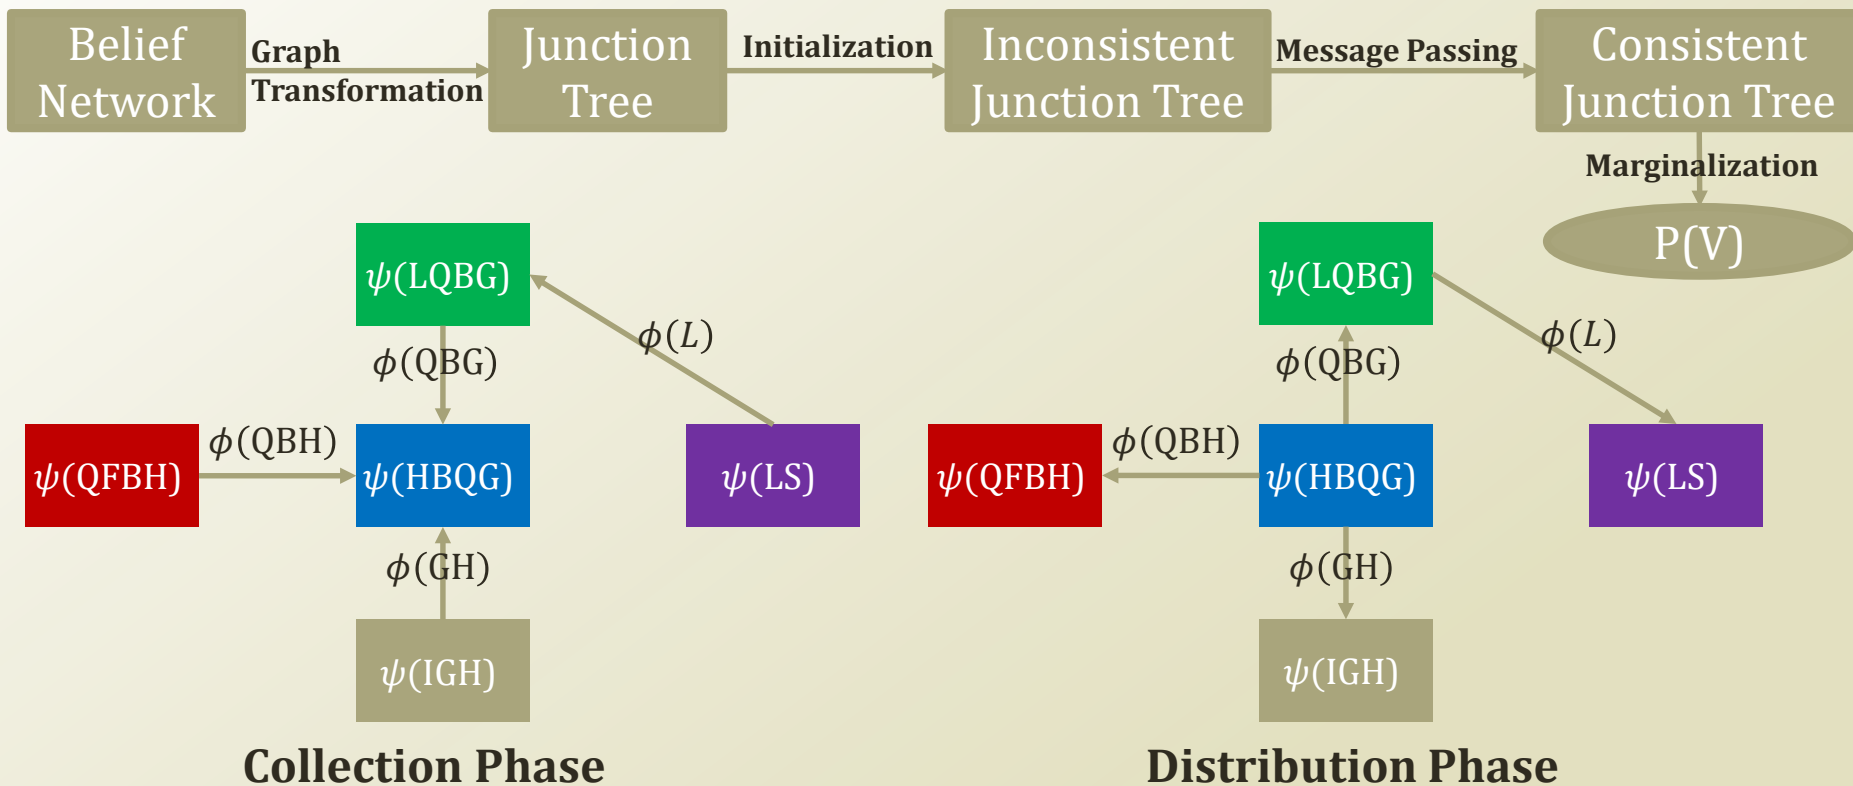 Belief
Network
Graph
Transformation
Junction
Tree
Initialization
Inconsistent
Junction Tree
Message Passing
Consistent
Junction Tree
Marginalization
P(V)
ψ(LQBG)
ϕ(L)
ϕ(QBG)
ψ(QFBH)
ϕ(QBH)
ψ(HBQG)
ψ(LS)
ϕ(GH)
ψ(IGH)
Collection Phase
ψ(LQBG)
ϕ(L)
ϕ(QBG)
ψ(QFBH)
ϕ(QBH)
ψ(HBQG)
ψ(LS)
ϕ(GH)
ψ(IGH)
Distribution Phase